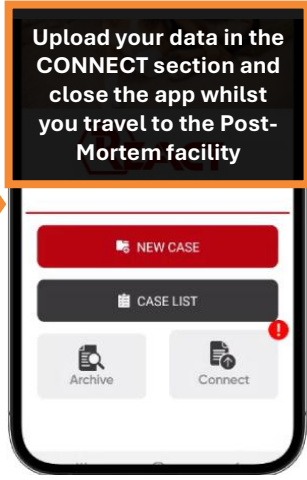 Upload your data in the
CONNECT section and
close the app whilst
you travel to the Post-
Mortem facility
NEW CASE
CASE LIST
!
Archive
Connect